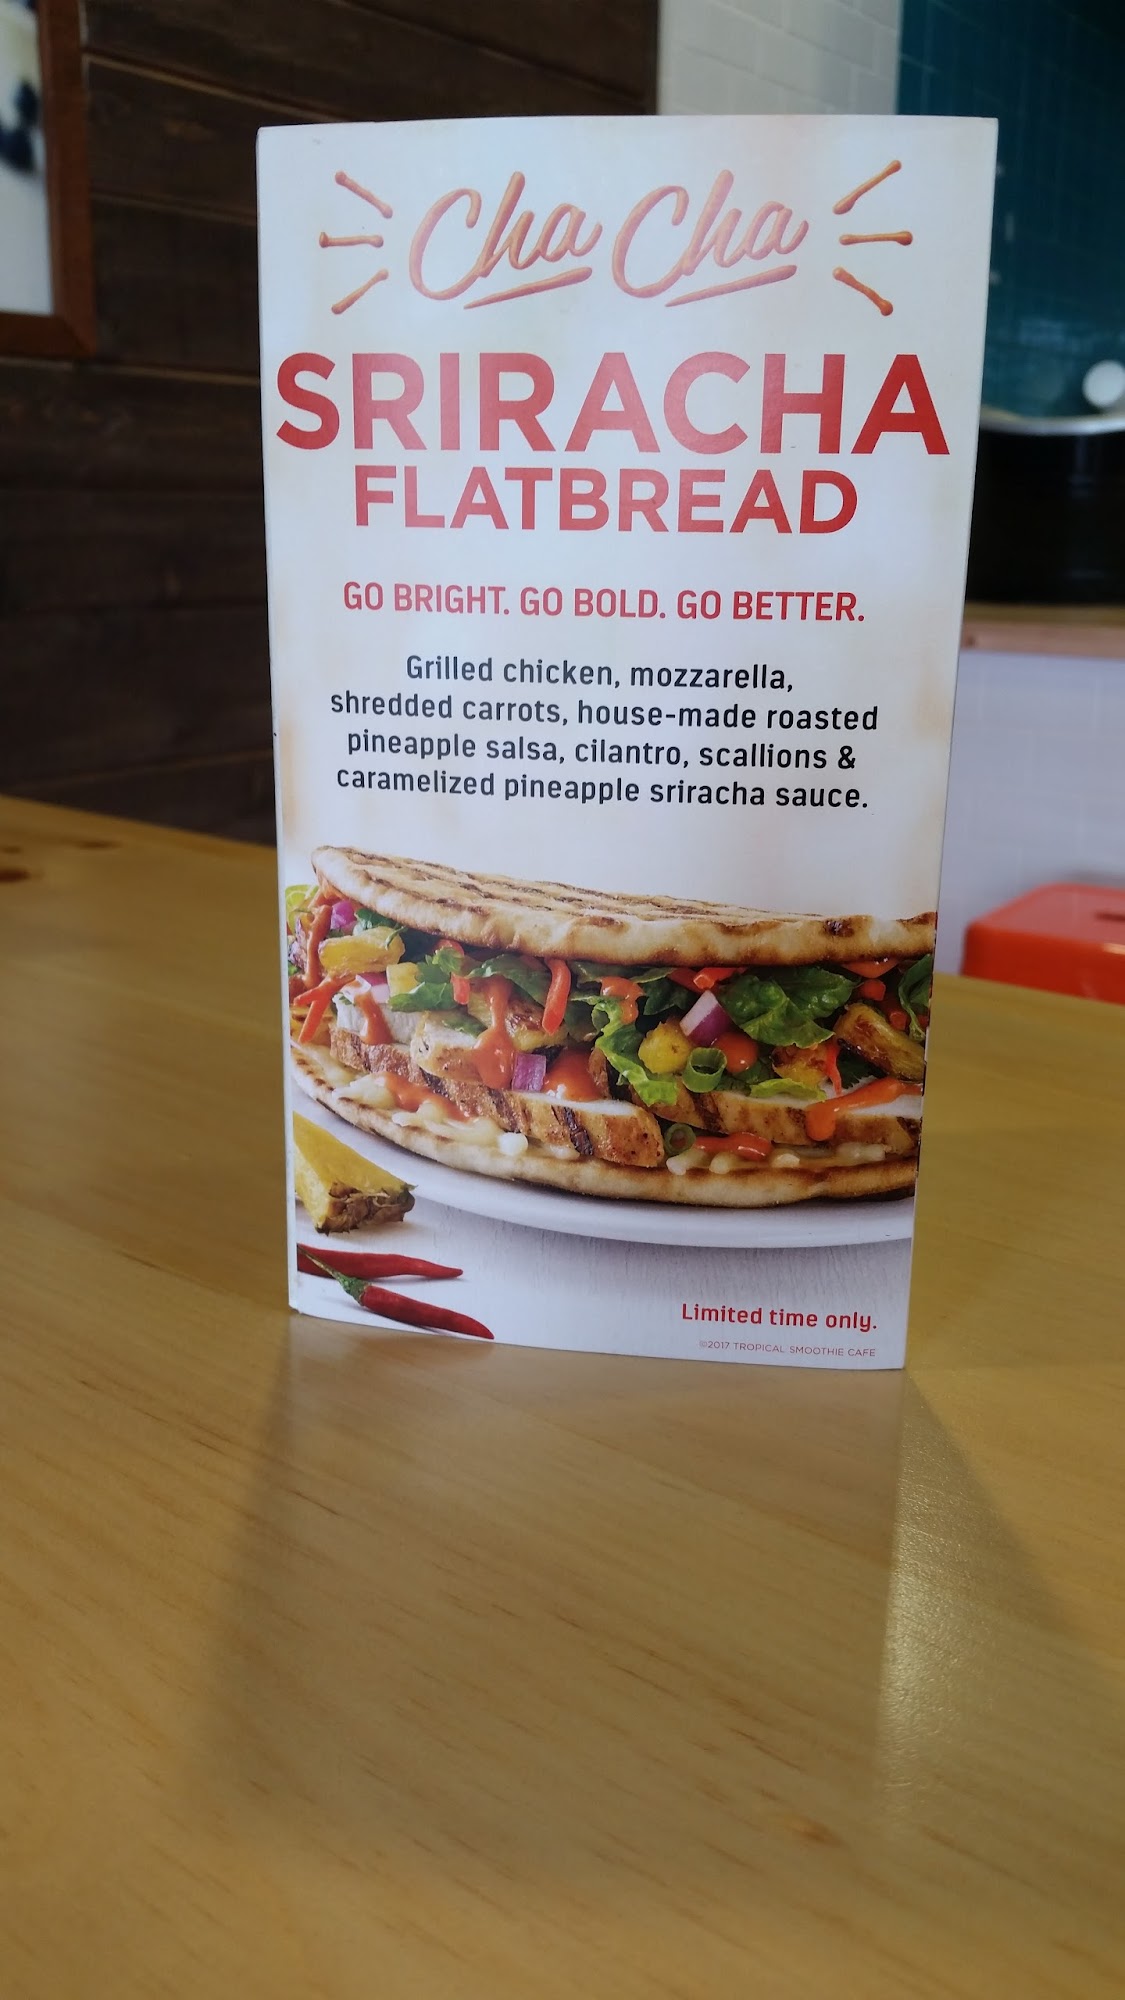 Cha Cha
SRIRACHA
FLATBREAD
GO BRIGHT. GO BOLD. GO BETTER.
Grilled chicken, mozzarella,
shredded carrots, house-made roasted
pineapple salsa, cilantro, scallions &
caramelized pineapple sriracha sauce.
Limited time only.
©2017 TROPICAL SMOOTHIE CAFE